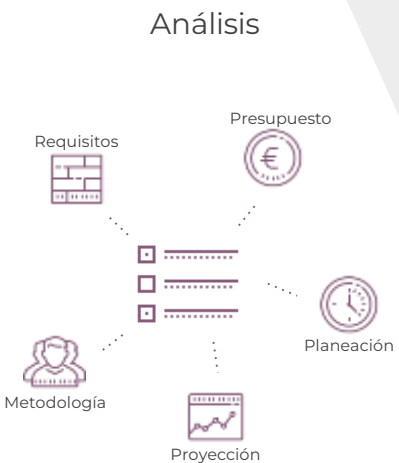 Análisis
Presupuesto
Requisitos
€
Planeación
Metodología
Proyección